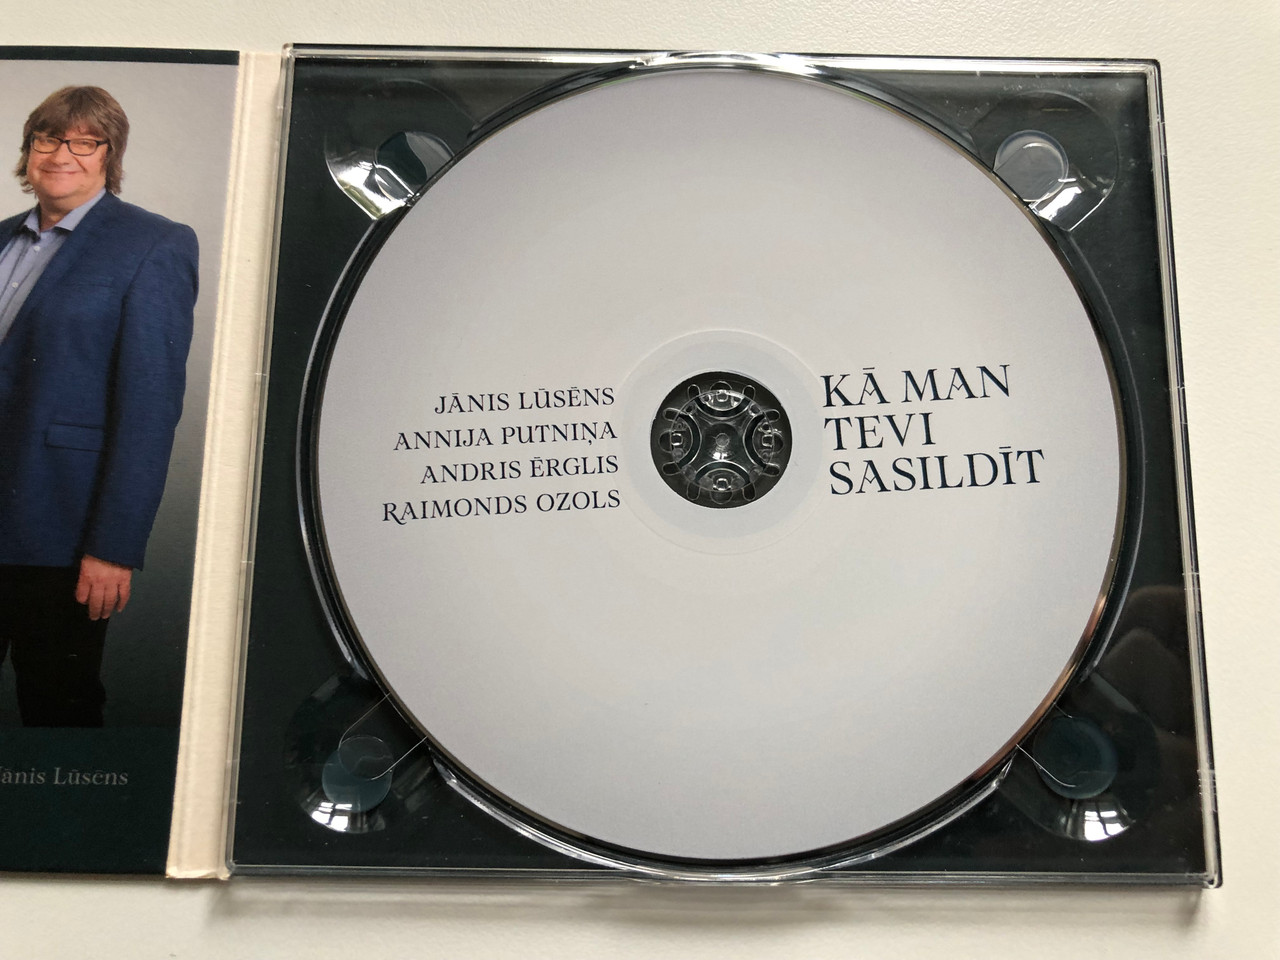 JĀNIS LŪSĒNS
ANNIJA PUTNIŅA
ANDRIS ĒRGLIS
RAIMONDS OZOLS
KĀ MAN
TEVI
SASILDĪT
Jānis Lūsēns